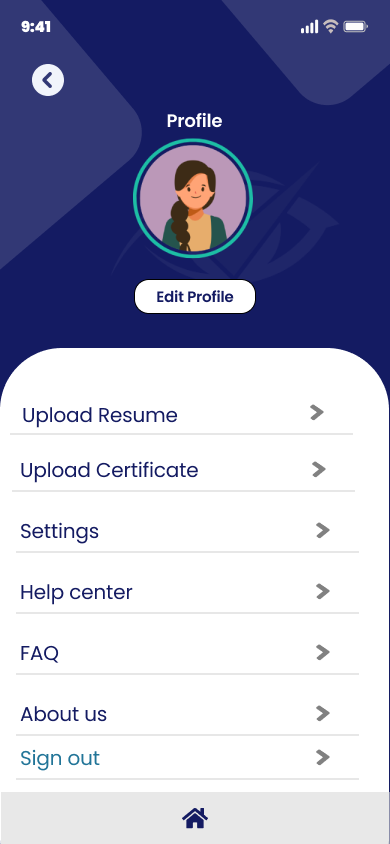 9:41
Profile
Edit Profile
Upload Resume
Upload Certificate
Settings
Help center
FAQ
About us
Sign out